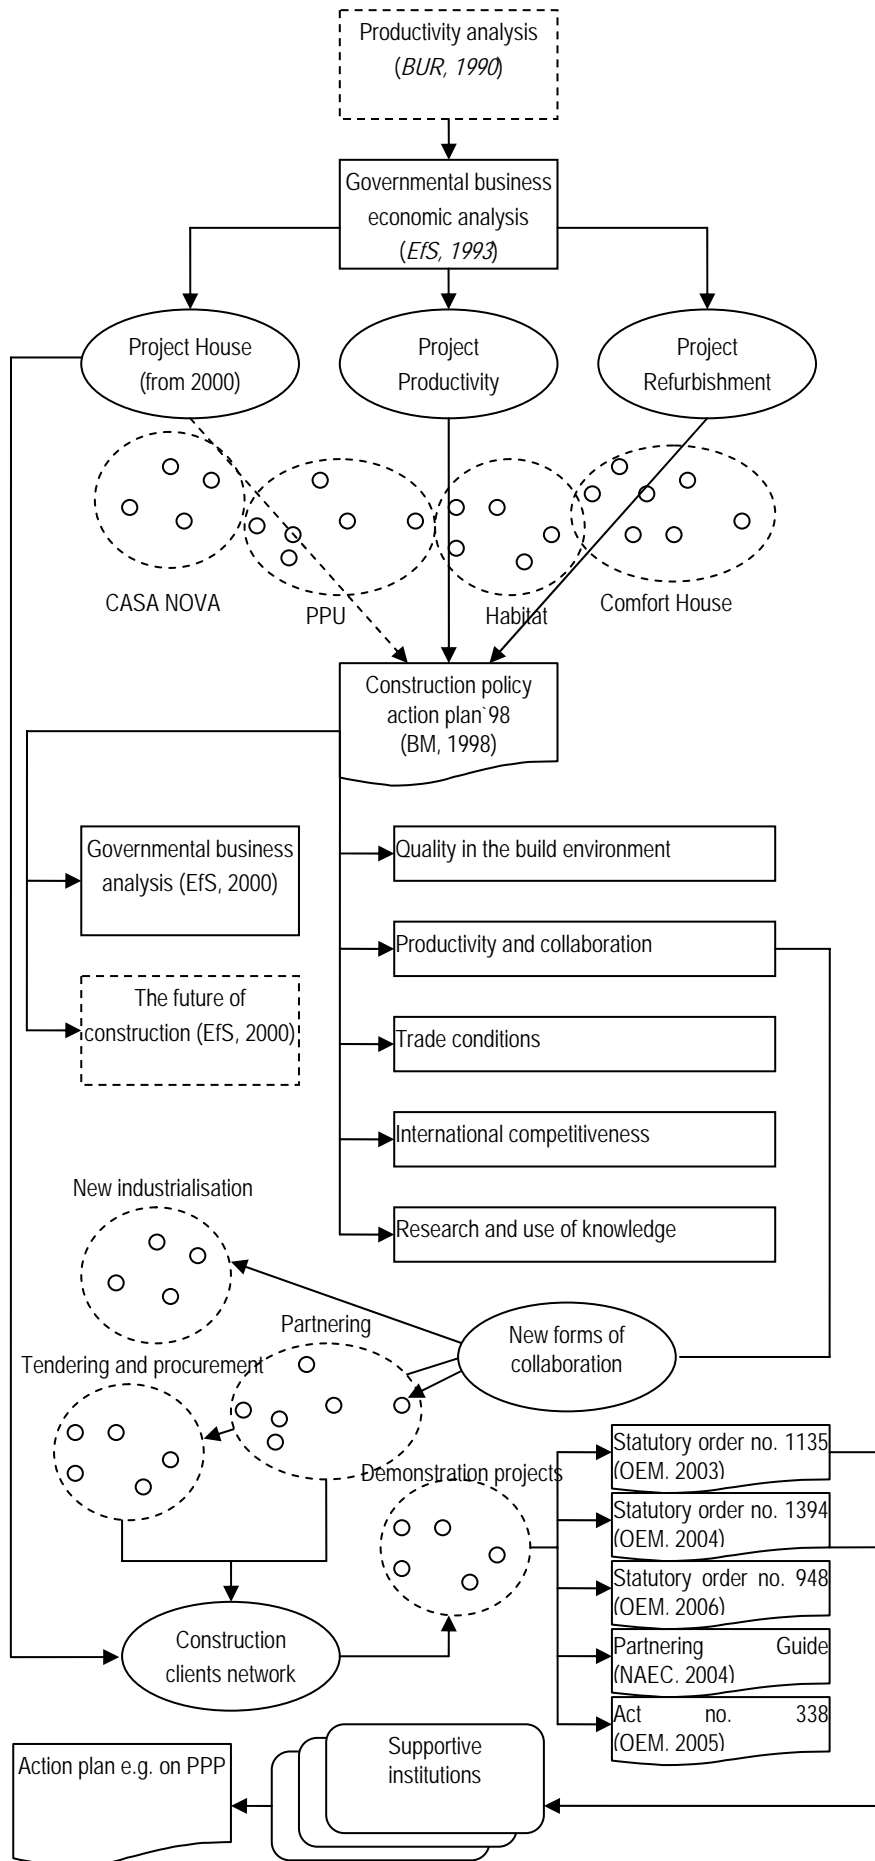 Productivity analysis
(BUR, 1990)
Governmental business
economic analysis
(EfS, 1993)
Project House
(from 2000)
Project
Productivity
Project
Refurbishment
CASA NOVA
PPU
Habitat
Comfort House
Construction policy
action plan`98
(BM, 1998)
Governmental business
analysis (EfS, 2000)
The future of
construction (EfS, 2000)
Quality in the build environment
Productivity and collaboration
Trade conditions
International competitiveness
Research and use of knowledge
New industrialisation
Partnering
Tendering and procurement
New forms of
collaboration
Demonstration projects
Statutory order no. 1135
(OEM. 2003)
Statutory order no. 1394
(OEM. 2004)
Statutory order no. 948
(OEM. 2006)
Partnering Guide
(NAEC. 2004)
Act no. 338
(OEM. 2005)
Construction
clients network
Supportive
institutions
Action plan e.g. on PPP